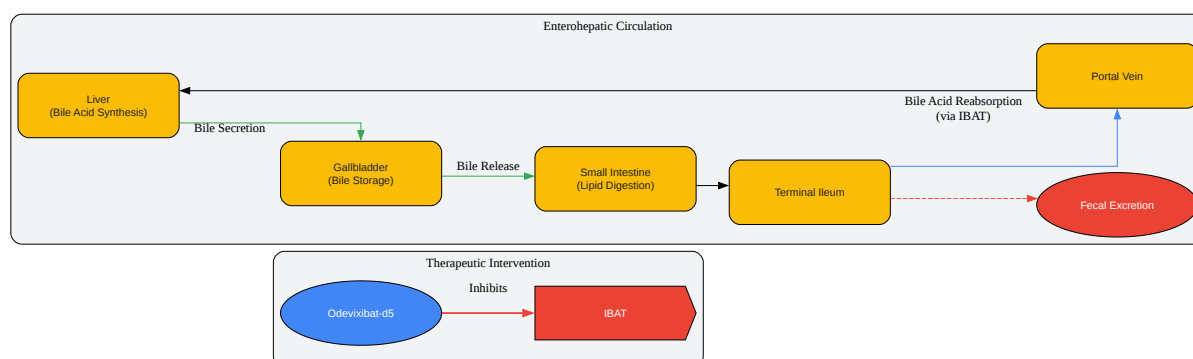 Enterohepatic Circulation
Liver
(Bile Acid Synthesis)
Bile Secretion
Gallbladder
(Bile Storage)
Bile Release
Small Intestine
(Lipid Digestion)
Terminal Ileum
Bile Acid Reabsorption
(via IBAT)
Portal Vein
Fecal Excretion
Therapeutic Intervention
Odevixibat-d5
Inhibits
IBAT